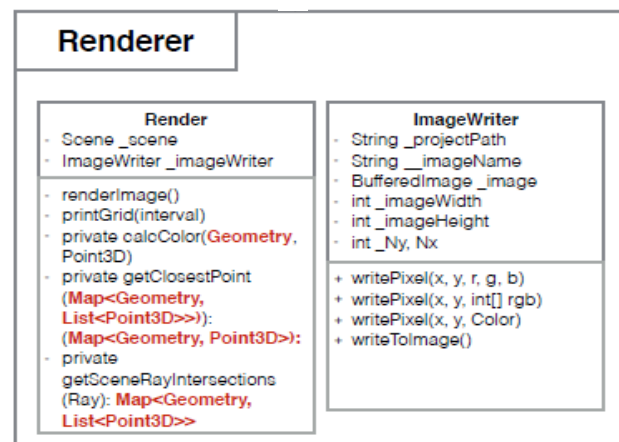 Renderer
Render
- Scene _scene
- ImageWriter _imageWriter
- renderImage()
- printGrid(interval)
- private calcColor(Geometry,
Point3D)
- private getClosestPoint
(Map<Geometry,
List<Point3D>>)):
(Map<Geometry, Point3D>):
- private
getSceneRayIntersections
(Ray): Map<Geometry,
List<Point3D>>
ImageWriter
- String _projectPath
- String __imageName
- BufferedImage _image
- int _imageWidth
- int _imageHeight
- int _Ny, Nx
+ writePixel(x, y, r, g, b)
+ writePixel(x, y, int[] rgb)
+ writePixel(x, y, Color)
+ writeToImage()